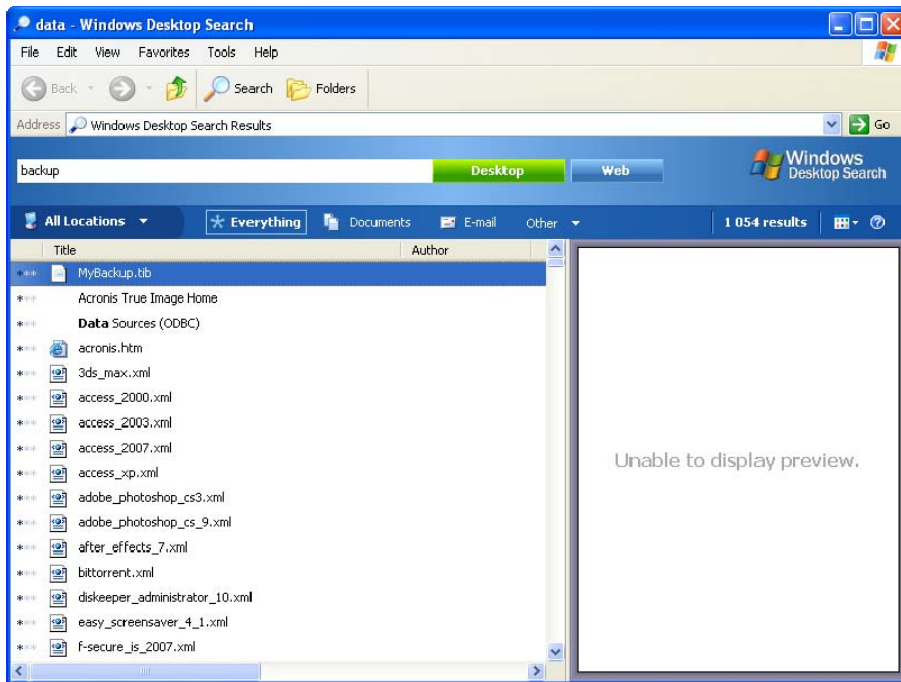 data - Windows Desktop Search
File Edit View Favorites Tools Help
Back Search Folders
Address Windows Desktop Search Results Go
backup Desktop Web Windows Desktop Search
All Locations Everything Documents E-mail Other 1 054 results
Title Author
MyBackup.tib
Acronis True Image Home
Data Sources (ODBC)
acronis.htm
3ds_max.xml
access_2000.xml
access_2003.xml
access_2007.xml
access_xp.xml
adobe_photoshop_cs3.xml
adobe_photoshop_cs_9.xml
after_effects_7.xml
bittorrent.xml
diskeeper_administrator_10.xml
easy_screensaver_4_1.xml
f-secure_is_2007.xml
Unable to display preview.